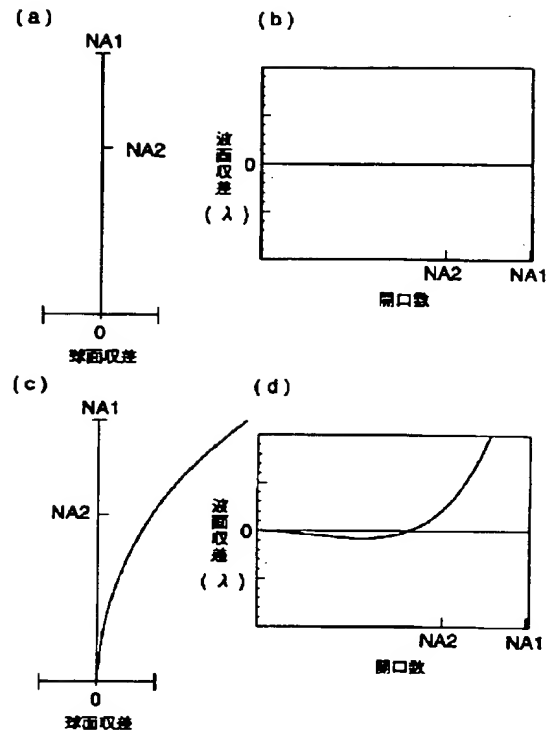 (a)
NA1
NA2
0
球面収差
(b)
波面収差
(λ)
0
NA2
NA1
開口数
(c)
NA1
NA2
0
球面収差
(d)
波面収差
(λ)
0
NA2
NA1
開口数